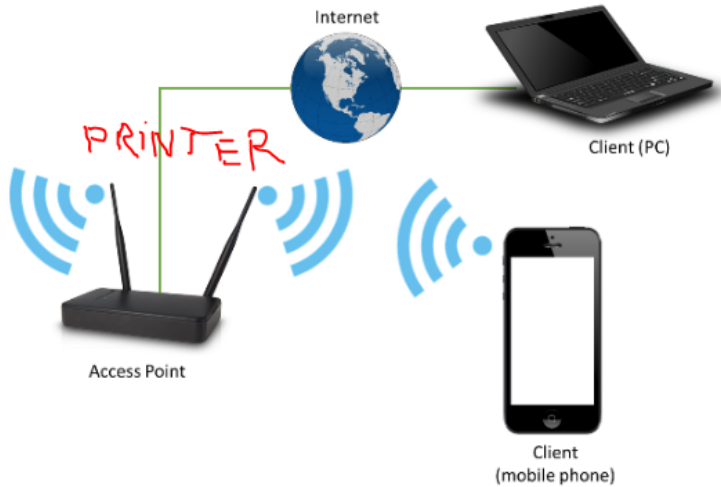 Internet
PRiNTER
Client (PC)
Access Point
Client
(mobile phone)